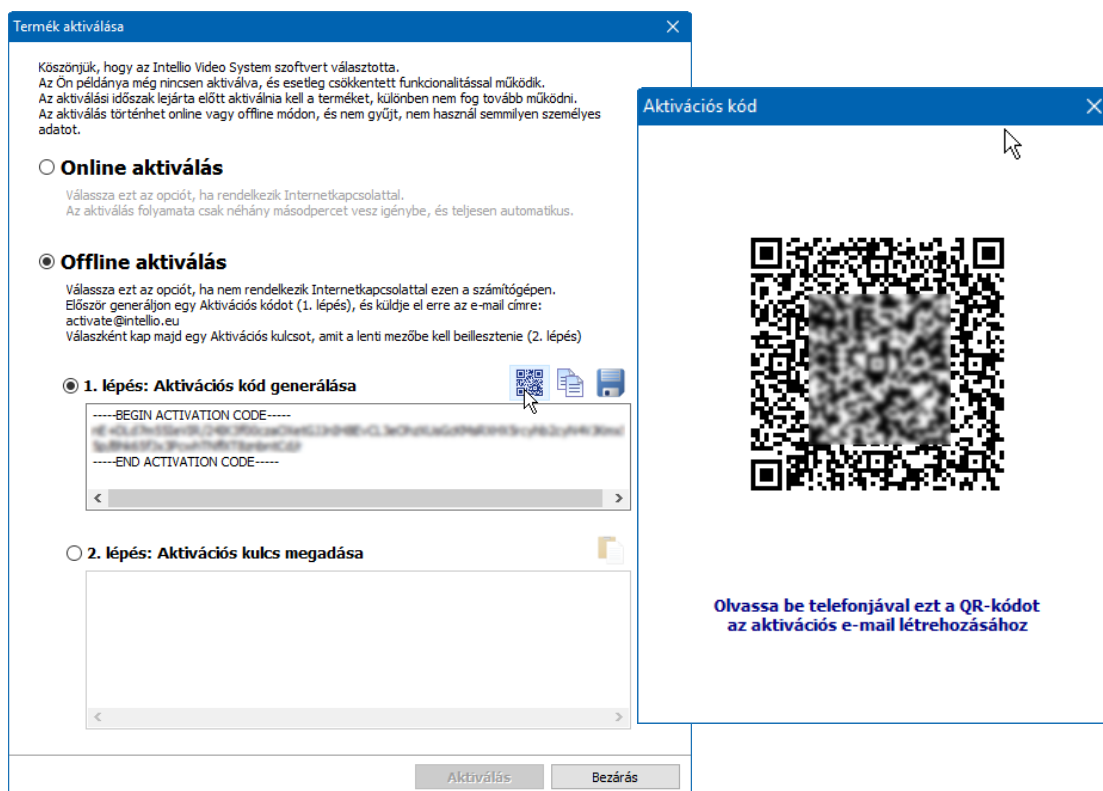 Termék aktiválása
Köszönjük, hogy az Intellio Video System szoftvert választotta.
Az Ön példánya még nincsen aktiválva, és esetleg csökkentett funkcionalitással működik.
Az aktiválási időszak lejárta előtt aktiválnia kell a terméket, különben nem fog tovább működni.
Az aktiválás történhet online vagy offline módon, és nem gyűjt, nem használ semmilyen személyes
adatot.
Online aktiválás
Válassza ezt az opciót, ha rendelkezik Internetkapcsolattal.
Az aktiválás folyamata csak néhány másodpercet vesz igénybe, és teljesen automatikus.
Offline aktiválás
Válassza ezt az opciót, ha nem rendelkezik Internetkapcsolattal ezen a számítógépen.
Először generáljon egy Aktivációs kódot (1. lépés), és küldje el erre az e-mail címre:
activate@intellio.eu
Válaszként kap majd egy Aktivációs kulcsot, amit a lenti mezőbe kell beillesztenie (2. lépés)
1. lépés: Aktivációs kód generálása
-----BEGIN ACTIVATION CODE-----
-----END ACTIVATION CODE-----
2. lépés: Aktivációs kulcs megadása
Aktiválás
Bezárás
Aktivációs kód
Olvassa be telefonjával ezt a QR-kódot
az aktivációs e-mail létrehozásához